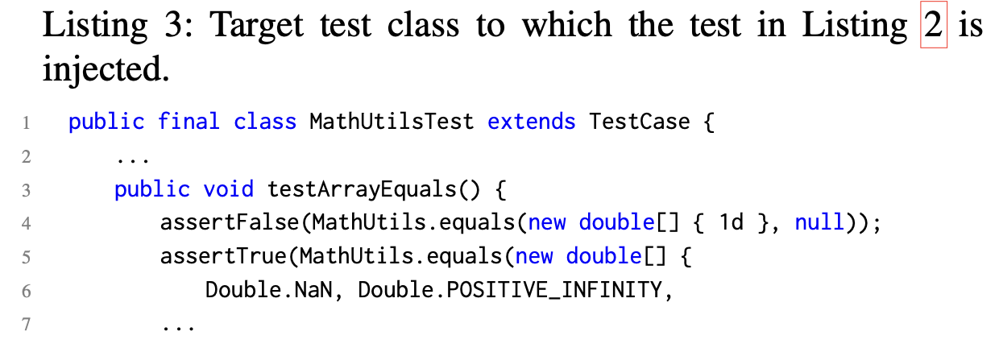 Listing 3: Target test class to which the test in Listing 2 is
injected.
1 public final class MathUtilsTest extends TestCase {
2 ...
3 public void testArrayEquals() {
4 assertFalse(MathUtils.equals(new double[] { 1d }, null));
5 assertTrue(MathUtils.equals(new double[] {
6 Double.NaN, Double.POSITIVE_INFINITY,
7 ...